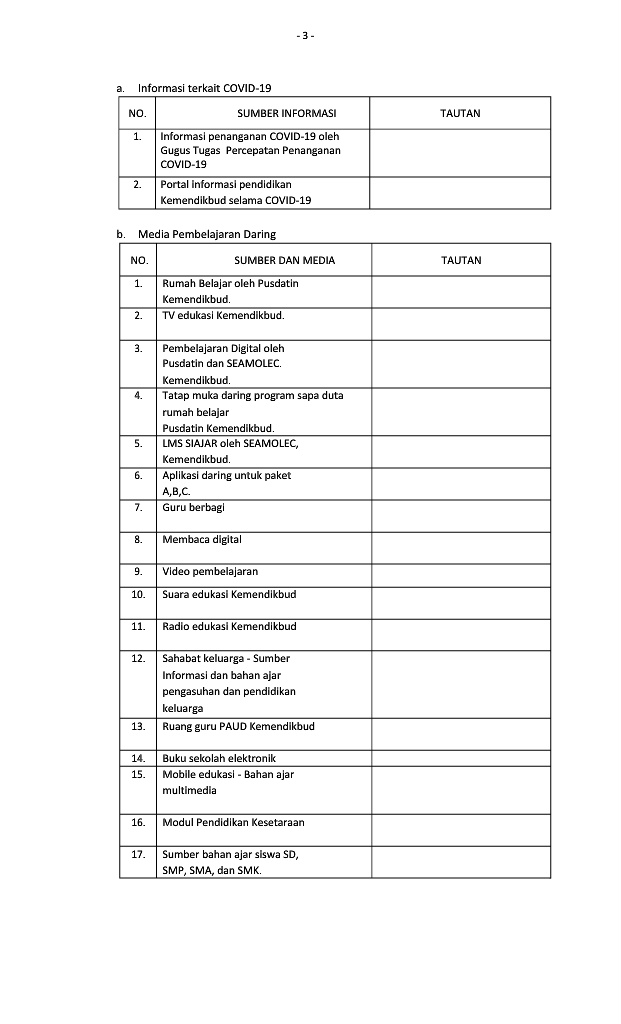 - 3 -
a. Informasi terkait COVID-19
NO. SUMBER INFORMASI TAUTAN
1. Informasi penanganan COVID-19 oleh
Gugus Tugas Percepatan Penanganan
COVID-19
2. Portal informasi pendidikan
Kemendikbud selama COVID-19
b. Media Pembelajaran Daring
NO. SUMBER DAN MEDIA TAUTAN
1. Rumah Belajar oleh Pusdatin
Kemendikbud.
2. TV edukasi Kemendikbud.
3. Pembelajaran Digital oleh
Pusdatin dan SEAMOLEC.
Kemendikbud.
4. Tatap muka daring program sapa duta
rumah belajar
Pusdatin Kemendikbud.
5. LMS SIAJAR oleh SEAMOLEC,
Kemendikbud.
6. Aplikasi daring untuk paket
A,B,C.
7. Guru berbagi
8. Membaca digital
9. Video pembelajaran
10. Suara edukasi Kemendikbud
11. Radio edukasi Kemendikbud
12. Sahabat keluarga - Sumber
Informasi dan bahan ajar
pengasuhan dan pendidikan
keluarga
13. Ruang guru PAUD Kemendikbud
14. Buku sekolah elektronik
15. Mobile edukasi - Bahan ajar
multimedia
16. Modul Pendidikan Kesetaraan
17. Sumber bahan ajar siswa SD,
SMP, SMA, dan SMK.